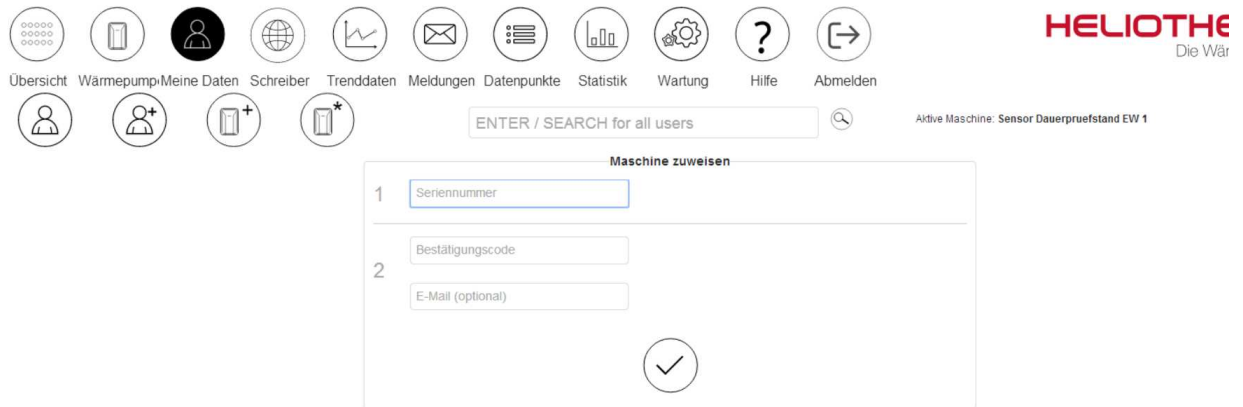 HELIOTHE
Die Wär
Übersicht Wärmepump Meine Daten Schreiber Trenddaten Meldungen Datenpunkte Statistik Wartung Hilfe Abmelden
ENTER / SEARCH for all users
Aktive Maschine: Sensor Dauerpruefstand EW 1
Maschine zuweisen
1 Seriennummer
Bestätigungscode
2
E-Mail (optional)